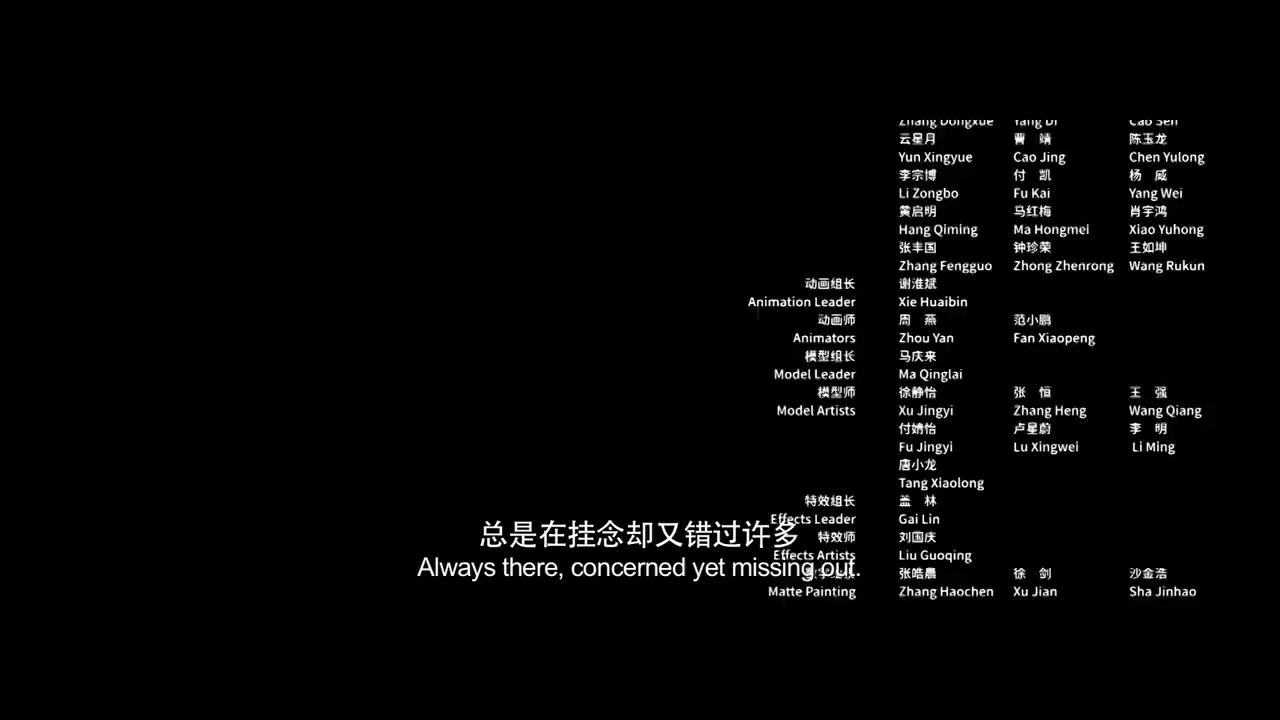 Zhang Dongxue Yang Di Cao Sen
云星月 曹 靖 陈玉龙
Yun Xingyue Cao Jing Chen Yulong
李宗博 付 凯 杨 威
Li Zongbo Fu Kai Yang Wei
黄启明 马红梅 肖宇鸿
Hang Qiming Ma Hongmei Xiao Yuhong
张丰国 钟珍荣 王如坤
Zhang Fengguo Zhong Zhenrong Wang Rukun
动画组长 谢淮斌
Animation Leader Xie Huaibin
动画师 周 燕 范小鹏
Animators Zhou Yan Fan Xiaopeng
模型组长 马庆来
Model Leader Ma Qinglai
模型师 徐静怡 张 恒 王 强
Model Artists Xu Jingyi Zhang Heng Wang Qiang
付婧怡 卢星蔚 李 明
Fu Jingyi Lu Xingwei Li Ming
唐小龙
Tang Xiaolong
特效组长 盖 林
Effects Leader Gai Lin
特效师 刘国庆
Effects Artists Liu Guoqing
张皓晨 徐 剑 沙金浩
Matte Painting Zhang Haochen Xu Jian Sha Jinhao
总是在挂念却又错过许多
Always there, concerned yet missing out.